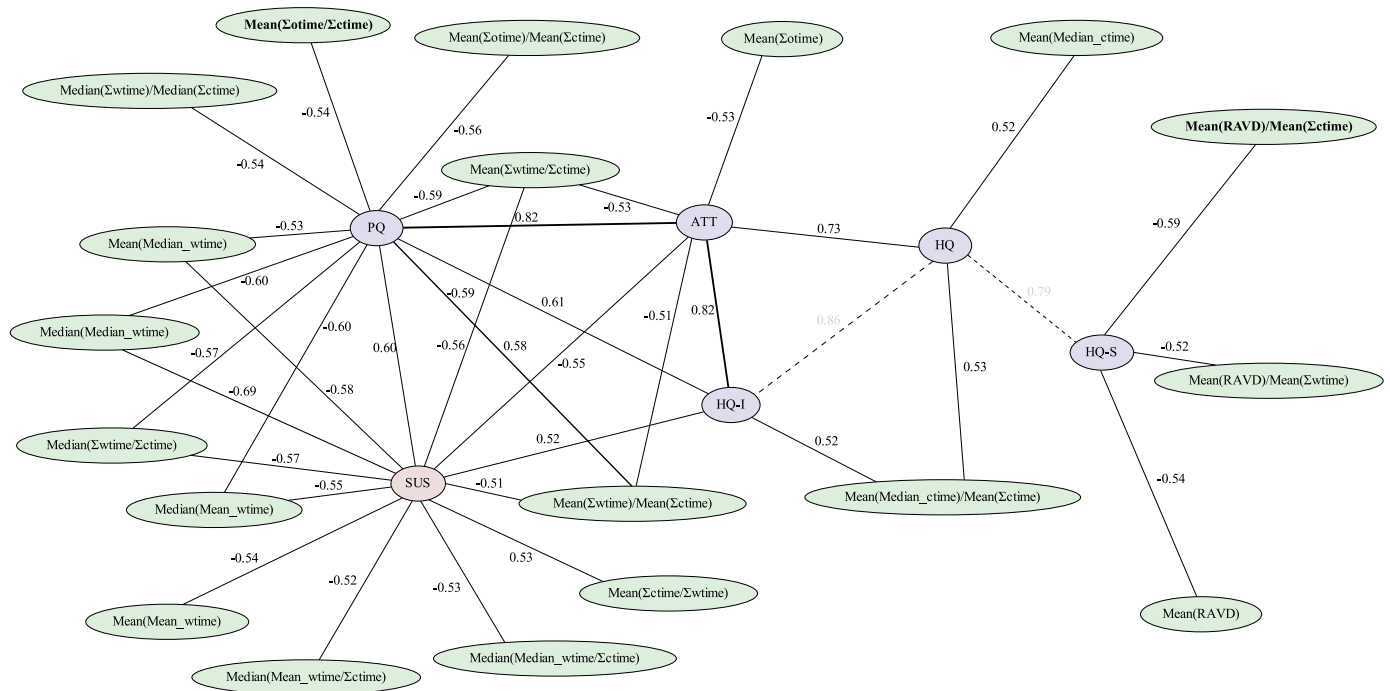 Mean(Σotime/Σctime)
Mean(Σotime)/Mean(Σctime)
Mean(Σotime)
Mean(Median_ctime)
Median(Σwtime)/Median(Σctime)
-0.54
-0.56
-0.53
0.52
Mean(RAVD)/Mean(Σctime)
-0.54
Mean(Σwtime/Σctime)
-0.59
-0.53
-0.59
Mean(Median_wtime)
-0.53
PQ
0.82
ATT
0.73
HQ
-0.60
-0.59
0.61
-0.51
0.82
0.86
0.79
Median(Median_wtime)
-0.60
-0.57
0.60
-0.56
0.58
-0.55
HQ-S
-0.52
Mean(RAVD)/Mean(Σwtime)
-0.69
-0.58
HQ-I
0.53
Median(Σwtime/Σctime)
-0.57
0.52
0.52
-0.55
SUS
-0.51
-0.54
Median(Mean_wtime)
Mean(Σwtime)/Mean(Σctime)
Mean(Median_ctime)/Mean(Σctime)
-0.54
-0.52
-0.53
0.53
Mean(Σctime/Σwtime)
Mean(Mean_wtime)
Mean(RAVD)
Median(Median_wtime/Σctime)
Median(Mean_wtime/Σctime)